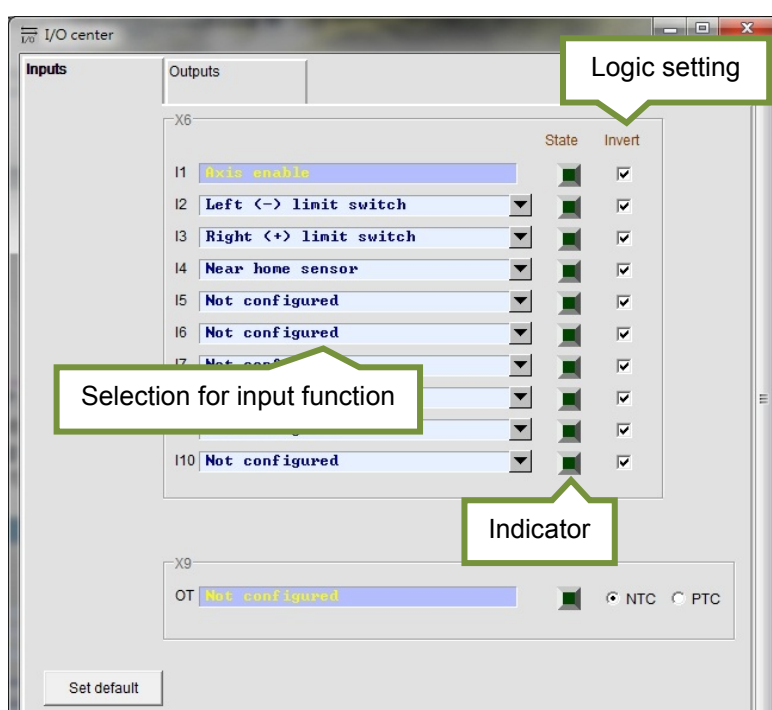 I/O I/O center
Logic setting
Inputs
Outputs
X6
State Invert
I1 Axis enable
I2 Left (-) limit switch
I3 Right (+) limit switch
I4 Near home sensor
I5 Not configured
I6 Not configured
I7
Selection for input function
I10 Not configured
Indicator
X9
OT Not configured
NTC PTC
Set default